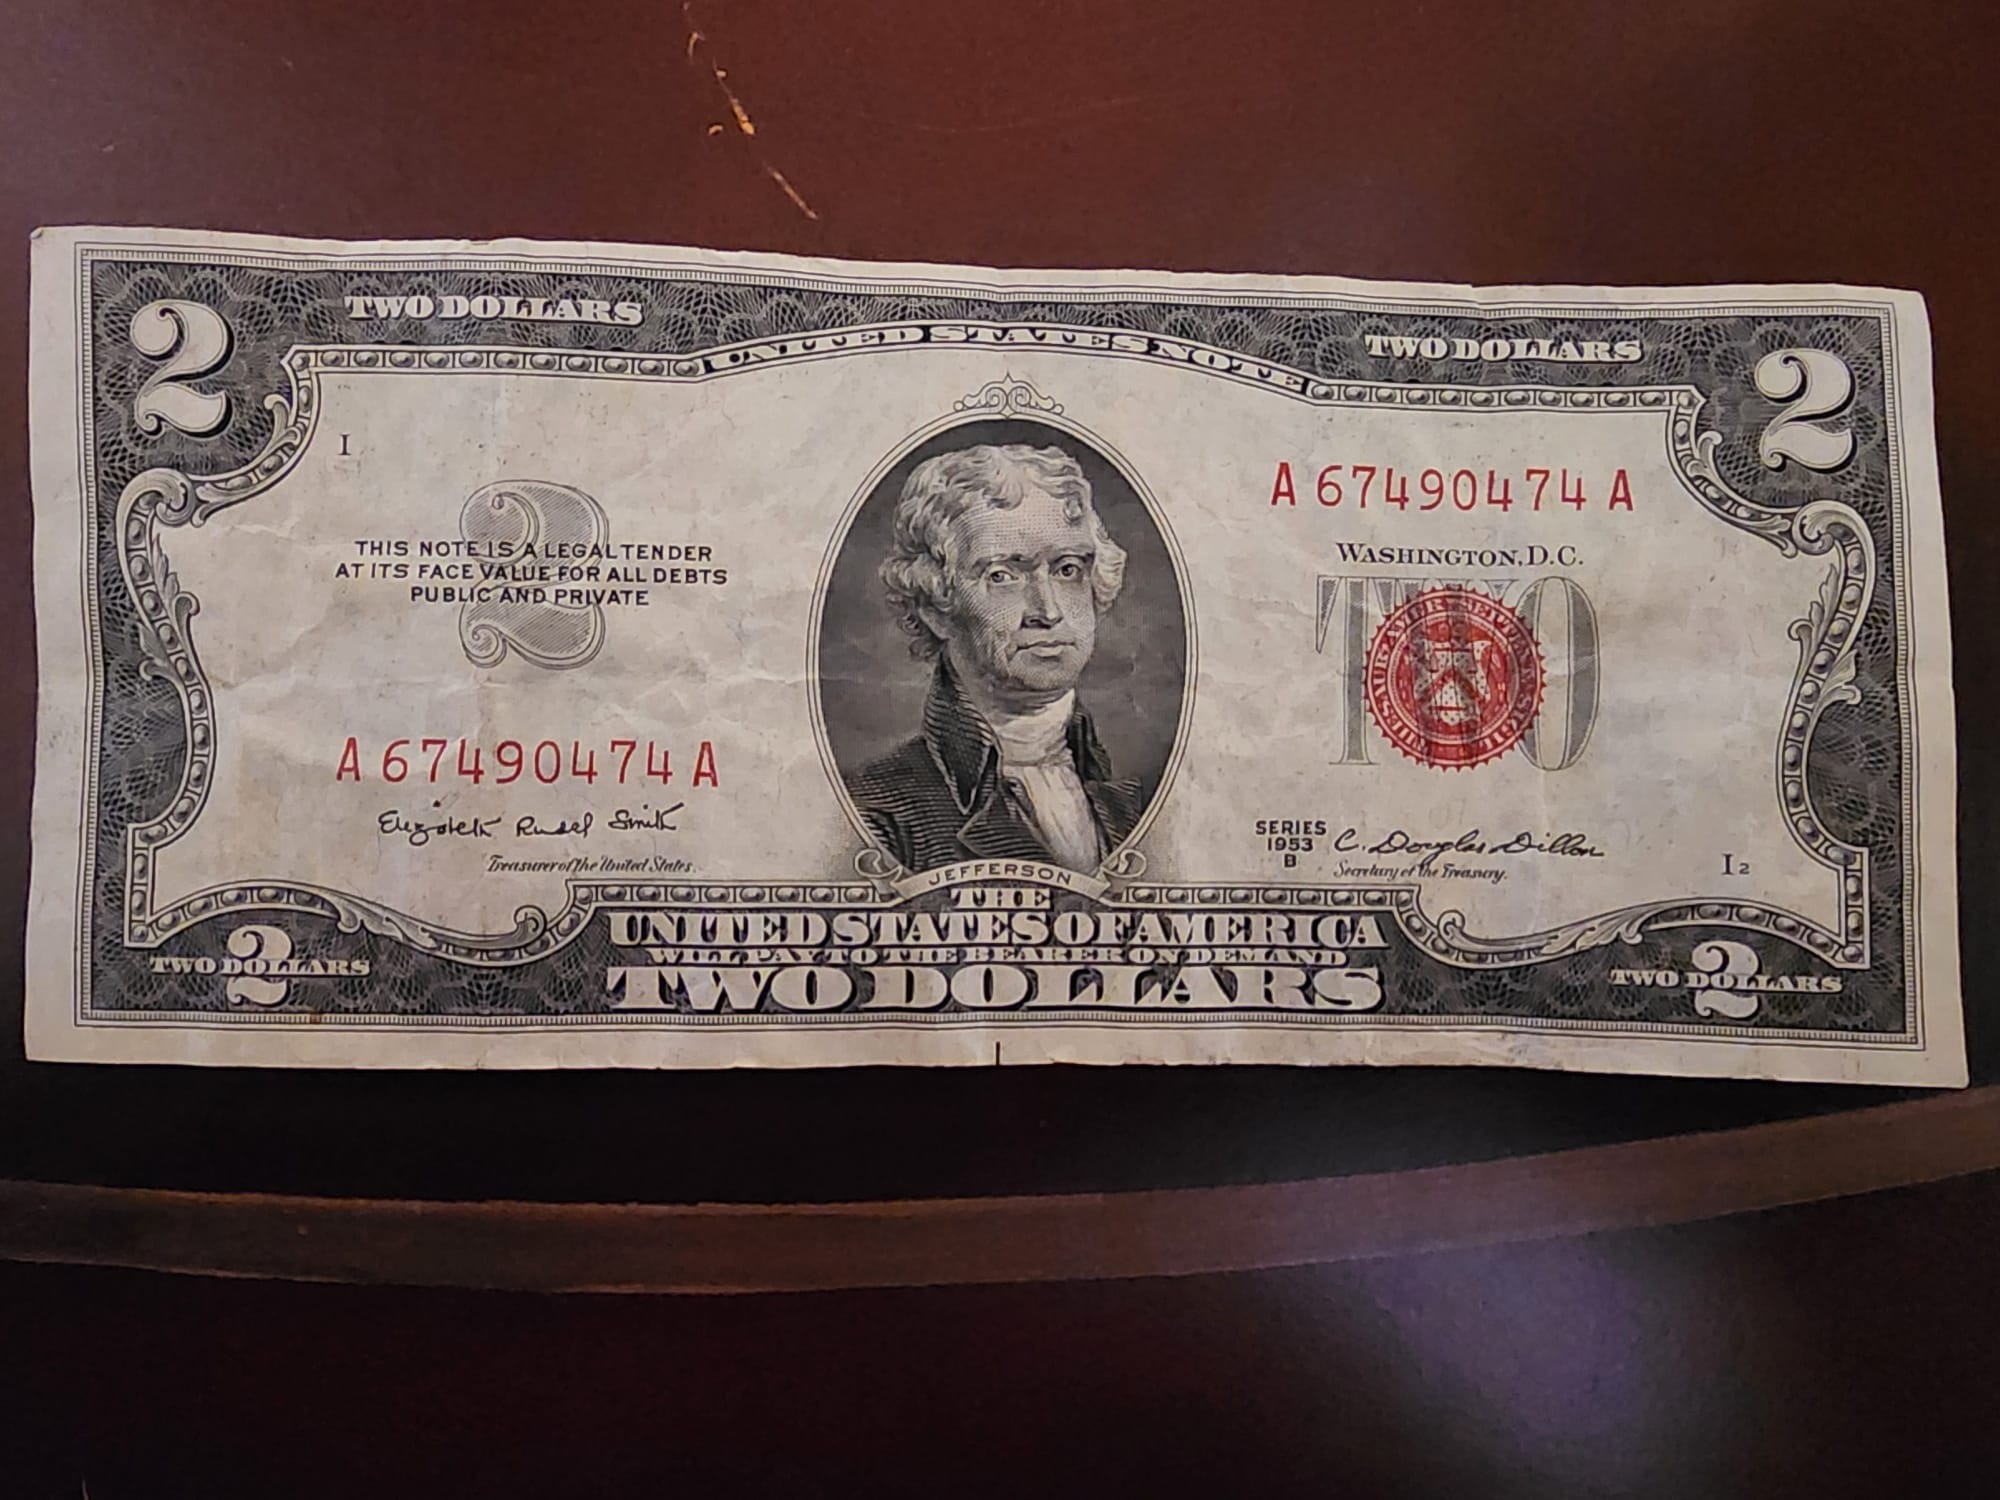 2 TWO DOLLARS UNITED STATES NOTE TWO DOLLARS 2
I
A 67490474 A
2
THIS NOTE IS A LEGAL TENDER
AT ITS FACE VALUE FOR ALL DEBTS
PUBLIC AND PRIVATE
WASHINGTON, D.C.
TWO
A 67490474 A
Elizabeth Rudel Smith
Treasurer of the United States.
SERIES
1953
B
C. Douglas Dillon
Secretary of the Treasury.
I2
JEFFERSON
THE
UNITED STATES OF AMERICA
WILL PAY TO THE BEARER ON DEMAND
TWO DOLLARS
2
TWO DOLLARS
2
TWO DOLLARS